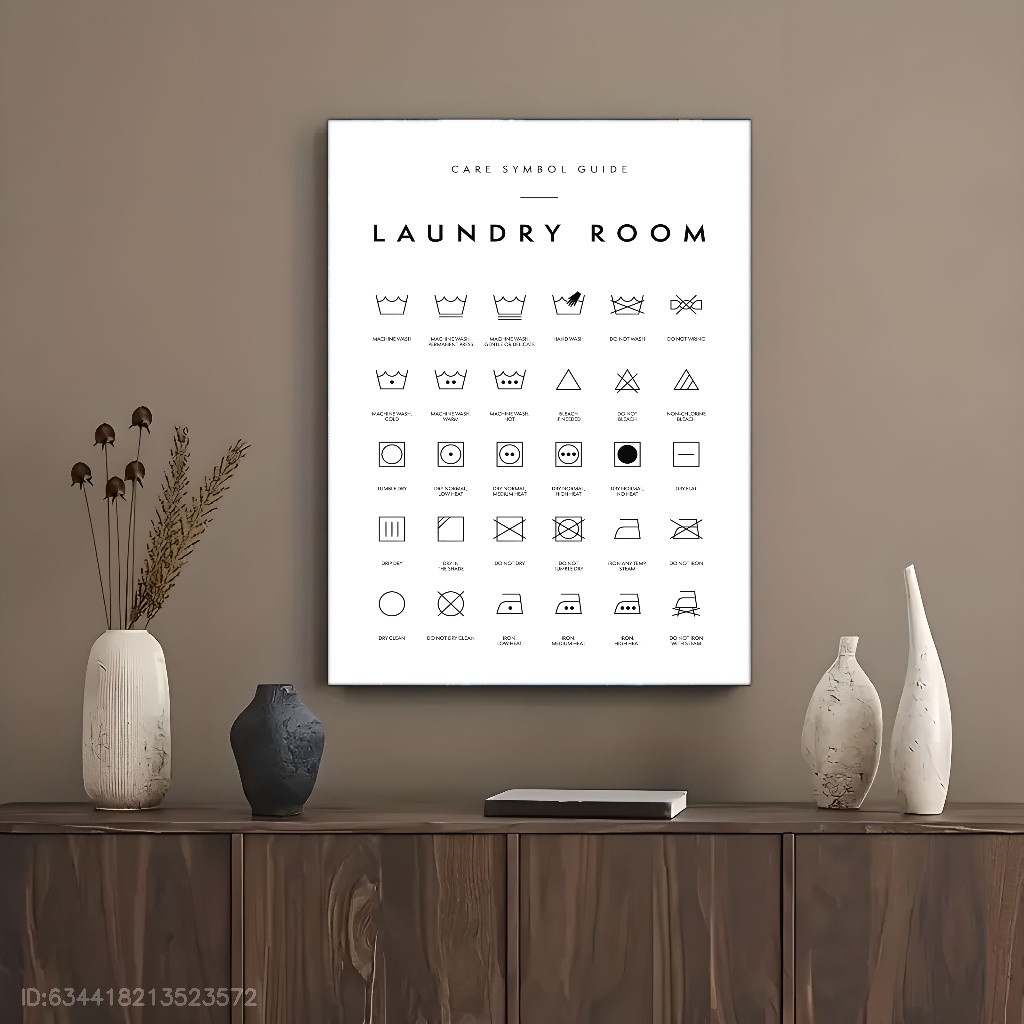 CARE SYMBOL GUIDE
LAUNDRY ROOM
MACHINE WASH
MACHINE WASH,
PERMANENT PRESS
MACHINE WASH,
GENTLE OR DELICATE
HAND WASH
DO NOT WASH
DO NOT WRING
MACHINE WASH,
COLD
MACHINE WASH,
WARM
MACHINE WASH,
HOT
BLEACH
IF NEEDED
DO NOT
BLEACH
NON-CHLORINE
BLEACH
TUMBLE DRY
DRY NORMAL,
LOW HEAT
DRY NORMAL,
MEDIUM HEAT
DRY NORMAL,
HIGH HEAT
DRY NORMAL,
NO HEAT
DRY FLAT
DRIP DRY
DRY IN
THE SHADE
DO NOT DRY
DO NOT
TUMBLE DRY
IRON ANY TEMP,
STEAM
DO NOT IRON
DRY CLEAN
DO NOT DRY CLEAN
IRON,
LOW HEAT
IRON,
MEDIUM HEAT
IRON,
HIGH HEAT
DO NOT IRON
WITH STEAM
ID:634418213523572